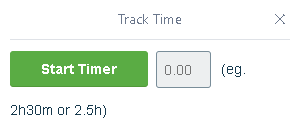 Track Time
Start Timer 0.00 (eg.
2h30m or 2.5h)